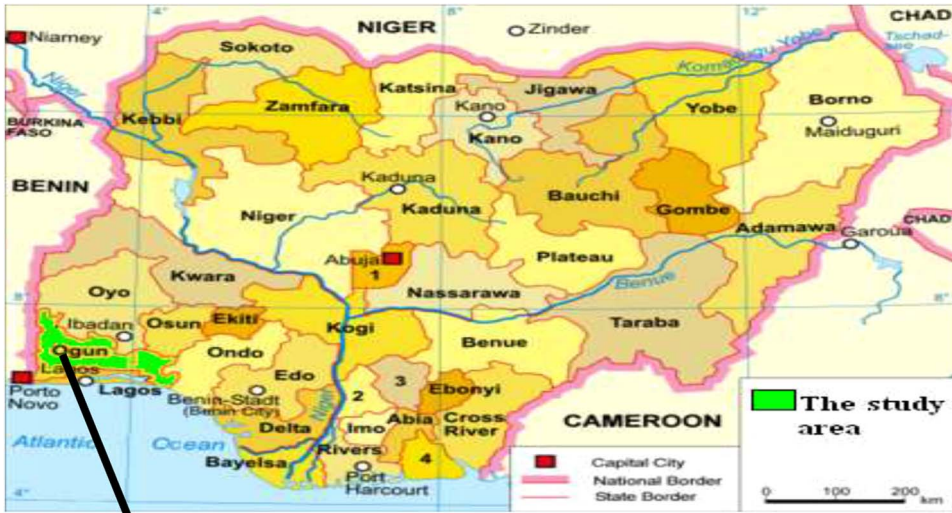 4°
8°
12°
CHAD
NIGER
Zinder
Niamey
Sokoto
Tschad-
see
Niger
Komadugu Yobe
Katsina
Jigawa
Kano
Zamfara
Yobe
Borno
BURKINA
FASO
Kebbi
Kano
Maiduguri
BENIN
Kaduna
Kaduna
Bauchi
Niger
Gombe
Adamawa
CHAD
Garoua
Abuja
1
Plateau
Kwara
Nassarawa
Benue
Oyo
8°
8°
Ibadan
Osun
Ekiti
Kogi
Taraba
Benue
Ogun
Ondo
Lagos
Edo
3
Ebonyi
Porto
Novo
Lagos
Benin-Stadt
(Benin City)
Niger
2
Abia
Cross
River
CAMEROON
The study
area
Imo
Delta
Atlantic
Ocean
Rivers
4
Bayelsa
Port
Harcourt
Capital City
National Border
State Border
4°
0
100
200
km